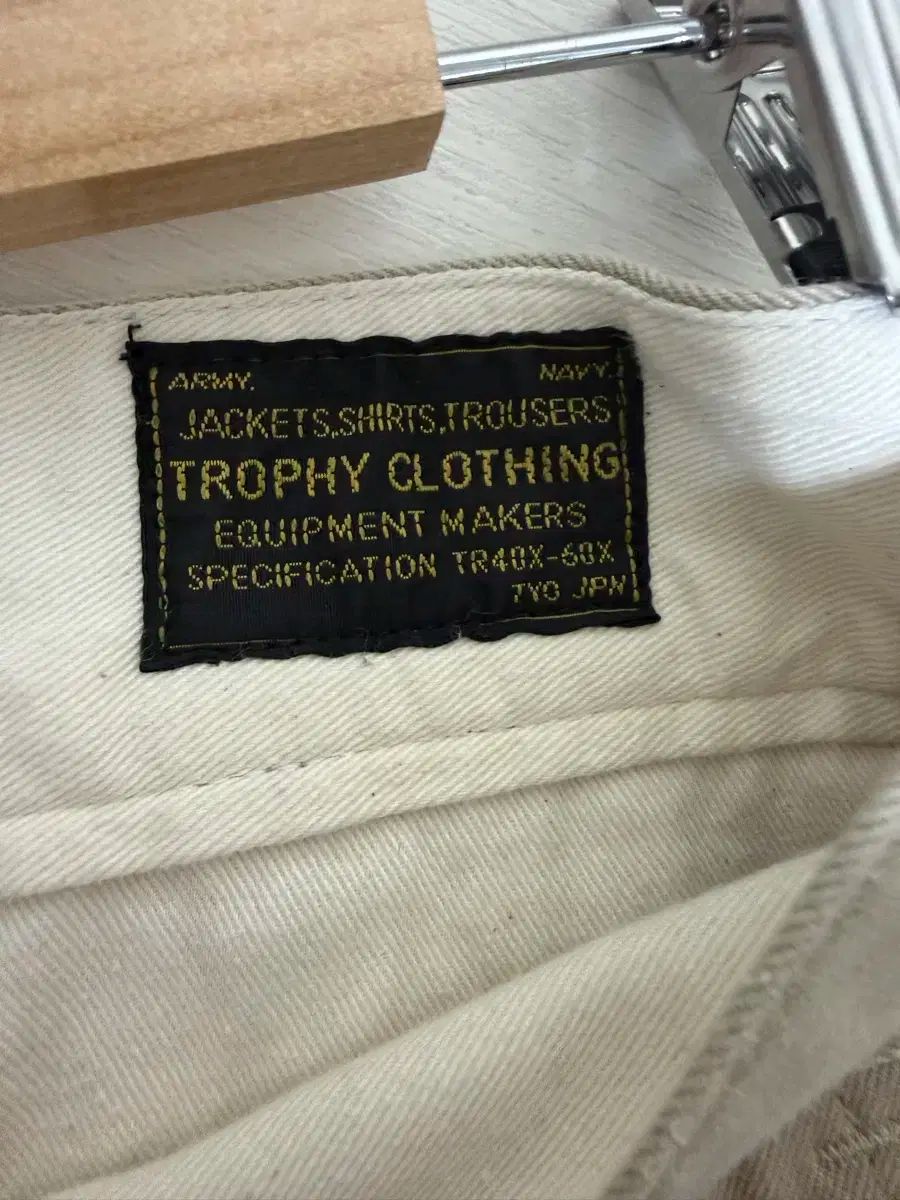 ARMY. NAVY.
JACKETS,SHIRTS,TROUSERS
TROPHY CLOTHING
EQUIPMENT MAKERS
SPECIFICATION TR40X-60X
TYO JPN